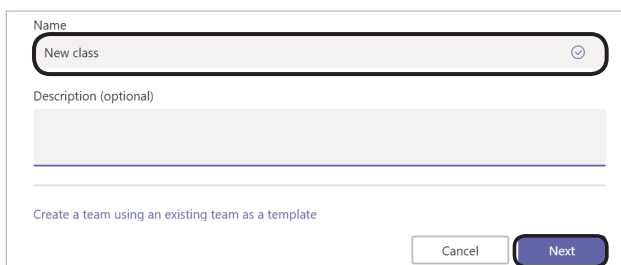 Name
New class
Description (optional)
Create a team using an existing team as a template
Cancel Next